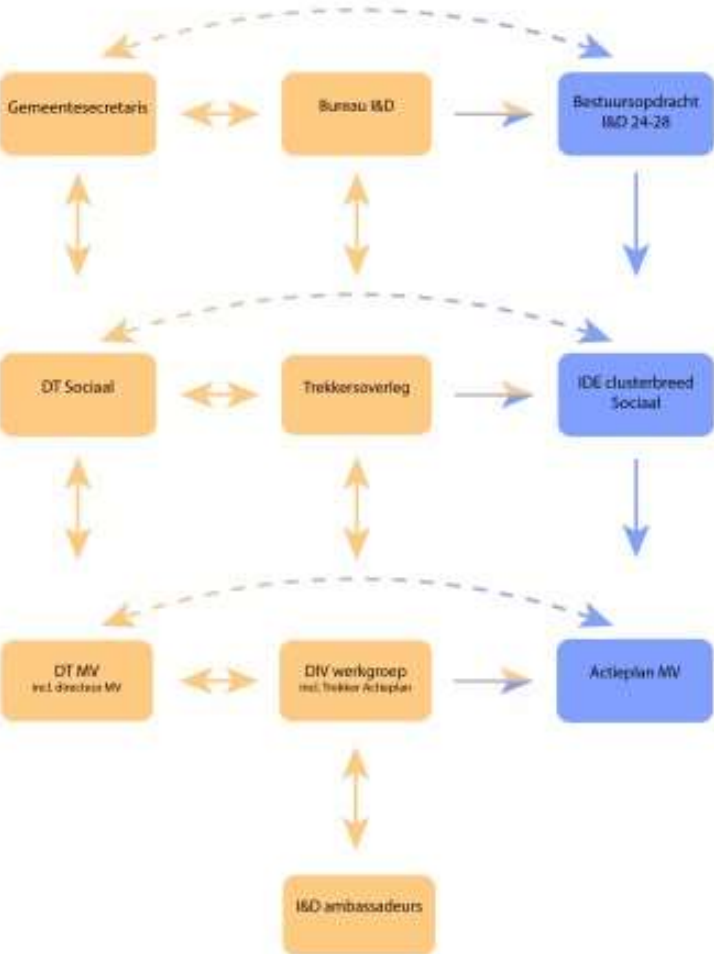 Gemeentesecretaris
Bureau I&D
Bestuursopdracht
I&D 24-28
DT Sociaal
Trekkersoverleg
IDE clusterbreed
Sociaal
DT MV
incl. directeur MV
DIV werkgroep
incl. Trekker Actieplan
Actieplan MV
I&D ambassadeurs